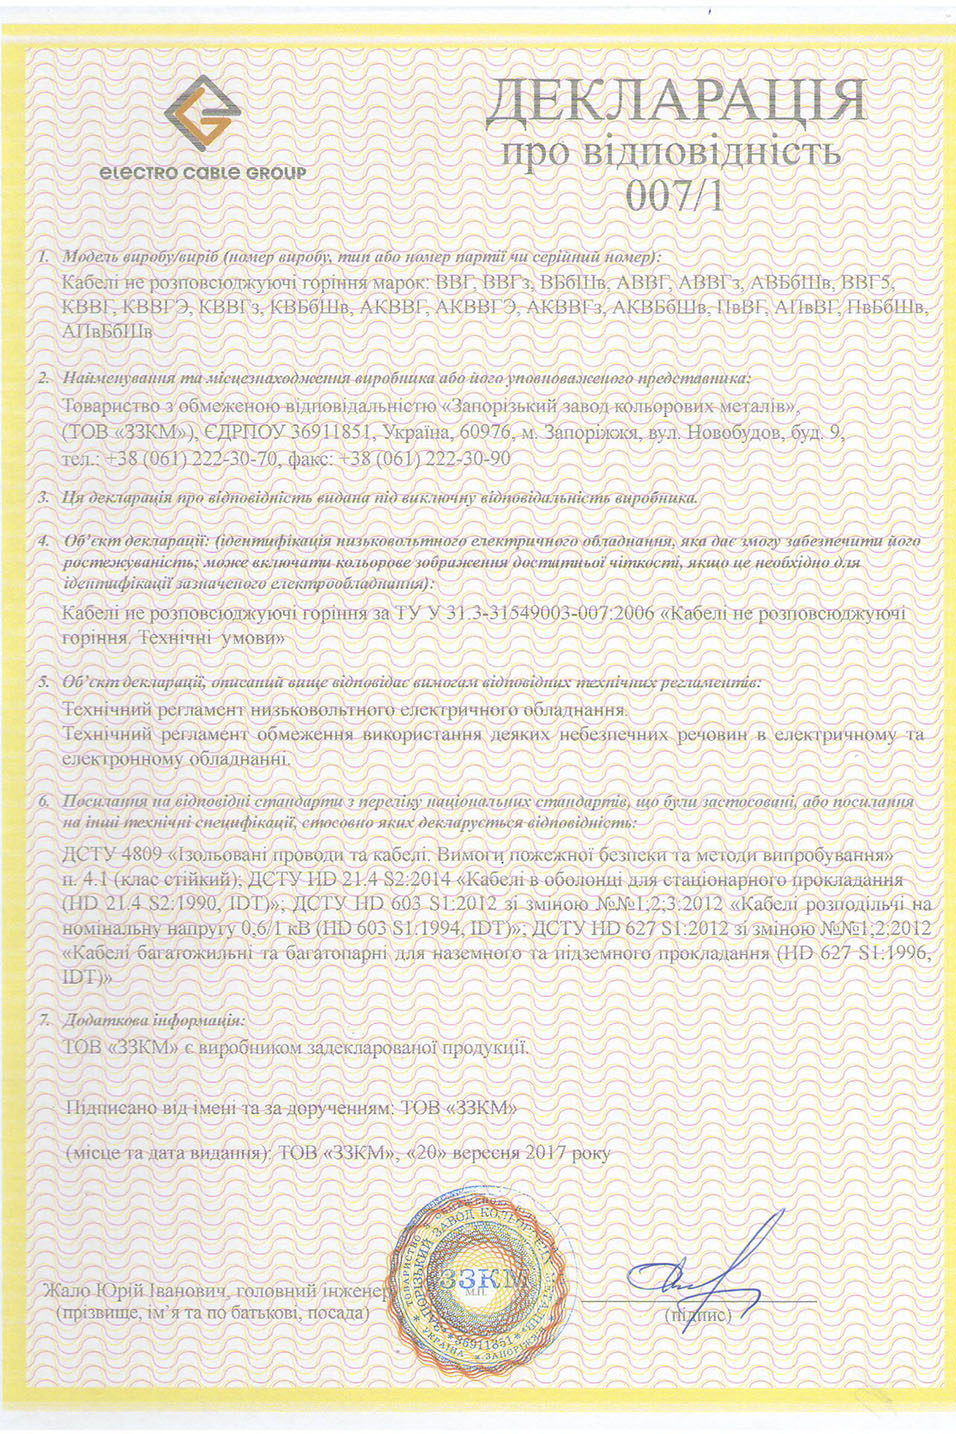 ELECTRO CABLE GROUP
ДЕКЛАРАЦІЯ
про відповідність
007/1
1. Модель виробу/виріб (номер виробу, тип або номер партії чи серійний номер):
Кабелі не розповсюджуючі горіння марок: ВВГ, ВВГз, ВБбШв, АВВГ, АВВГз, АВБбШв, ВВГ5,
КВВГ, КВВГЭ, КВВГз, КВБбШв, АКВВГ, АКВВГЭ, АКВВГз, АКВБбШв, ПвВГ, АПвВГ, ПвБбШв,
АПвБбШв
2. Найменування та місцезнаходження виробника або його уповноваженого представника:
Товариство з обмеженою відповідальністю «Запорізький завод кольорових металів»,
(ТОВ «ЗЗКМ»), ЄДРПОУ 36911851, Україна, 60976, м. Запоріжжя, вул. Новобудов, буд. 9,
тел.: +38 (061) 222-30-70, факс: +38 (061) 222-30-90
3. Ця декларація про відповідність видана під виключну відповідальність виробника.
4. Об’єкт декларації: (ідентифікація низьковольтного електричного обладнання, яка дає змогу забезпечити його
ростежуваність; може включати кольорове зображення достатньої чіткості, якщо це необхідно для
ідентифікації зазначеного електрообладнання):
Кабелі не розповсюджуючі горіння за ТУ У 31.3-31549003-007:2006 «Кабелі не розповсюджуючі
горіння. Технічні умови»
5. Об’єкт декларації, описаний вище відповідає вимогам відповідних технічних регламентів:
Технічний регламент низьковольтного електричного обладнання.
Технічний регламент обмеження використання деяких небезпечних речовин в електричному та
електронному обладнанні.
6. Посилання на відповідні стандарти з переліку національних стандартів, що були застосовані, або посилання
на інші технічні специфікації, стосовно яких декларується відповідність:
ДСТУ 4809 «Ізольовані проводи та кабелі. Вимоги пожежної безпеки та методи випробування»
п. 4.1 (клас стійкий); ДСТУ HD 21.4 S2:2014 «Кабелі в оболонці для стаціонарного прокладання
(HD 21.4 S2:1990, IDT)»; ДСТУ HD 603 S1:2012 зі зміною №№1,2,3:2012 «Кабелі розподільчі на
номінальну напругу 0,6/1 кВ (HD 603 S1:1994, IDT)»; ДСТУ HD 627 S1:2012 зі зміною №№1,2:2012
«Кабелі багатожильні та багатопарні для наземного та підземного прокладання (HD 627 S1:1996,
IDT)»
7. Додаткова інформація:
ТОВ «ЗЗКМ» є виробником задекларованої продукції.
Підписано від імені та за дорученням: ТОВ «ЗЗКМ»
(місце та дата видання): ТОВ «ЗЗКМ», «20» вересня 2017 року
ЗАПОРІЗЬКИЙ ЗАВОД КОЛЬОРОВИХ
ЗЗКМ
М.П.
36911851
УКРАЇНА
Жало Юрій Іванович, головний інженер
(прізвище, ім’я та по батькові, посада)
(підпис)